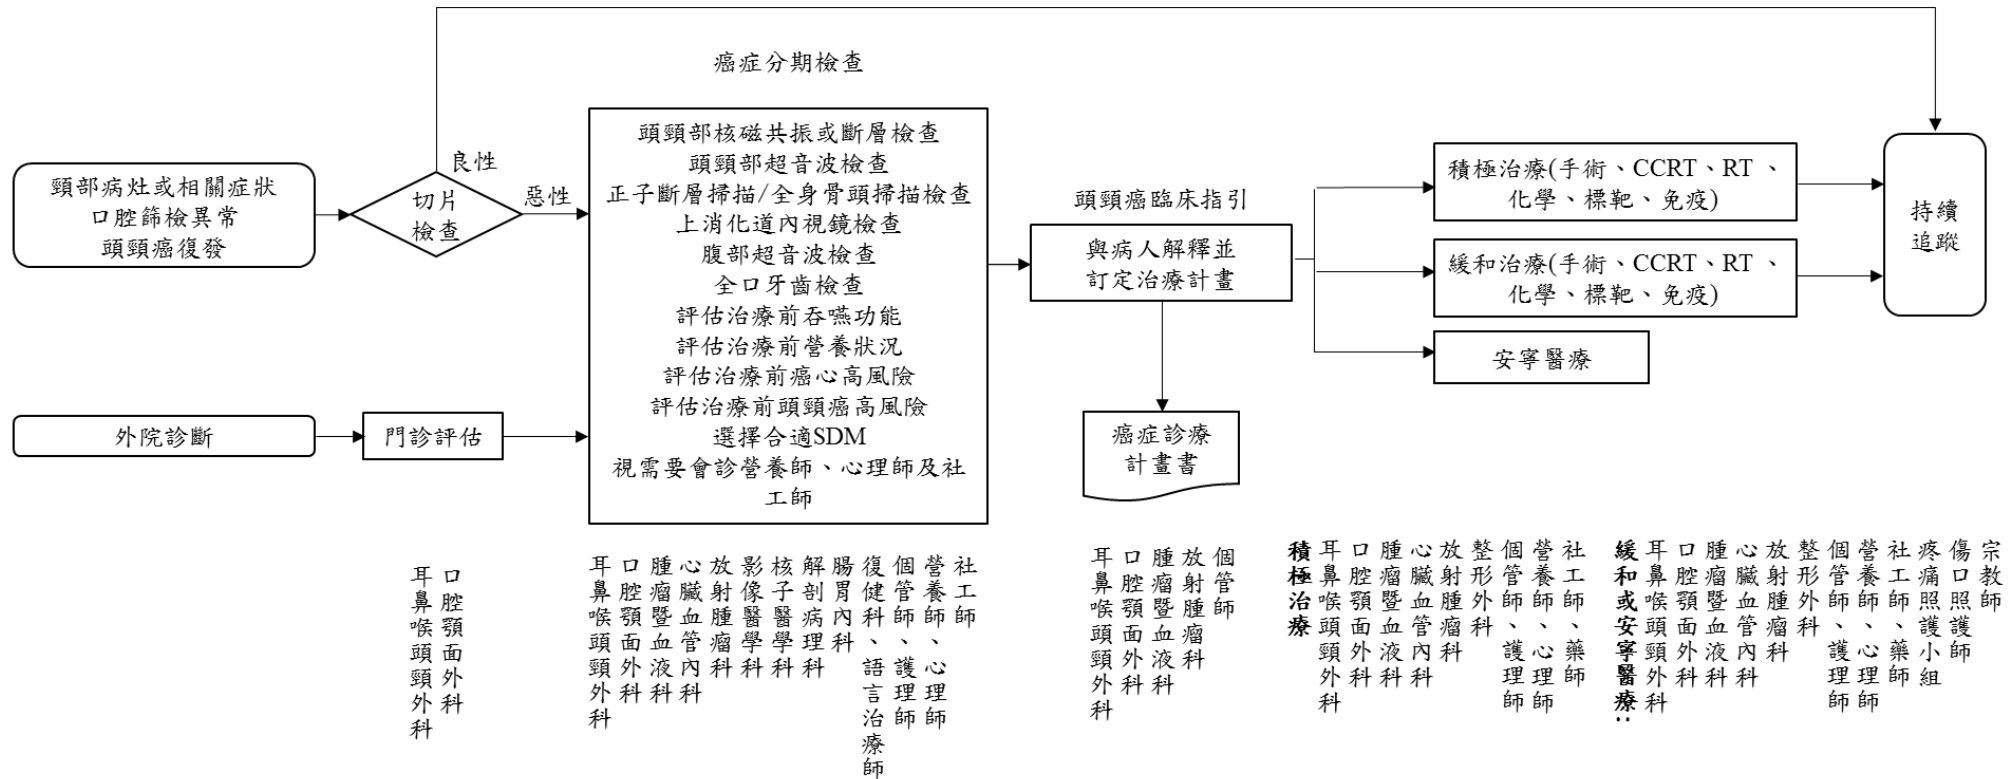 癌症分期檢查
頸部病灶或相關症狀
口腔篩檢異常
頭頸癌復發
切片
檢查
良性
惡性
外院診斷
門診評估
頭頸部核磁共振或斷層檢查
頭頸部超音波檢查
正子斷層掃描/全身骨頭掃描檢查
上消化道內視鏡檢查
腹部超音波檢查
全口牙齒檢查
評估治療前吞嚥功能
評估治療前營養狀況
評估治療前癌心高風險
評估治療前頭頸癌高風險
選擇合適SDM
視需要會診營養師、心理師及社
工師
頭頸癌臨床指引
與病人解釋並
訂定治療計畫
癌症診療
計畫書
積極治療(手術、CCRT、RT、
化學、標靶、免疫)
緩和治療(手術、CCRT、RT、
化學、標靶、免疫)
安寧醫療
持續
追蹤
耳鼻喉頭頸外科
口腔顎面外科
耳鼻喉頭頸外科
口腔顎面外科
腫瘤暨血液科
心臟血管內科
放射腫瘤科
影像醫學科
核子醫學科
解剖病理科
腸胃內科
復健科、語言治療師
個管師、護理師
營養師、心理師
社工師
耳鼻喉頭頸外科
口腔顎面外科
腫瘤暨血液科
放射腫瘤科
個管師
積極治療
耳鼻喉頭頸外科
口腔顎面外科
腫瘤暨血液科
心臟血管內科
放射腫瘤科
整形外科
個管師、護理師
營養師、心理師
社工師、藥師
緩和或安寧醫療:
耳鼻喉頭頸外科
口腔顎面外科
腫瘤暨血液科
心臟血管內科
放射腫瘤科
整形外科
個管師、護理師
營養師、心理師
社工師、藥師
疼痛照護小組
傷口照護師
宗教師